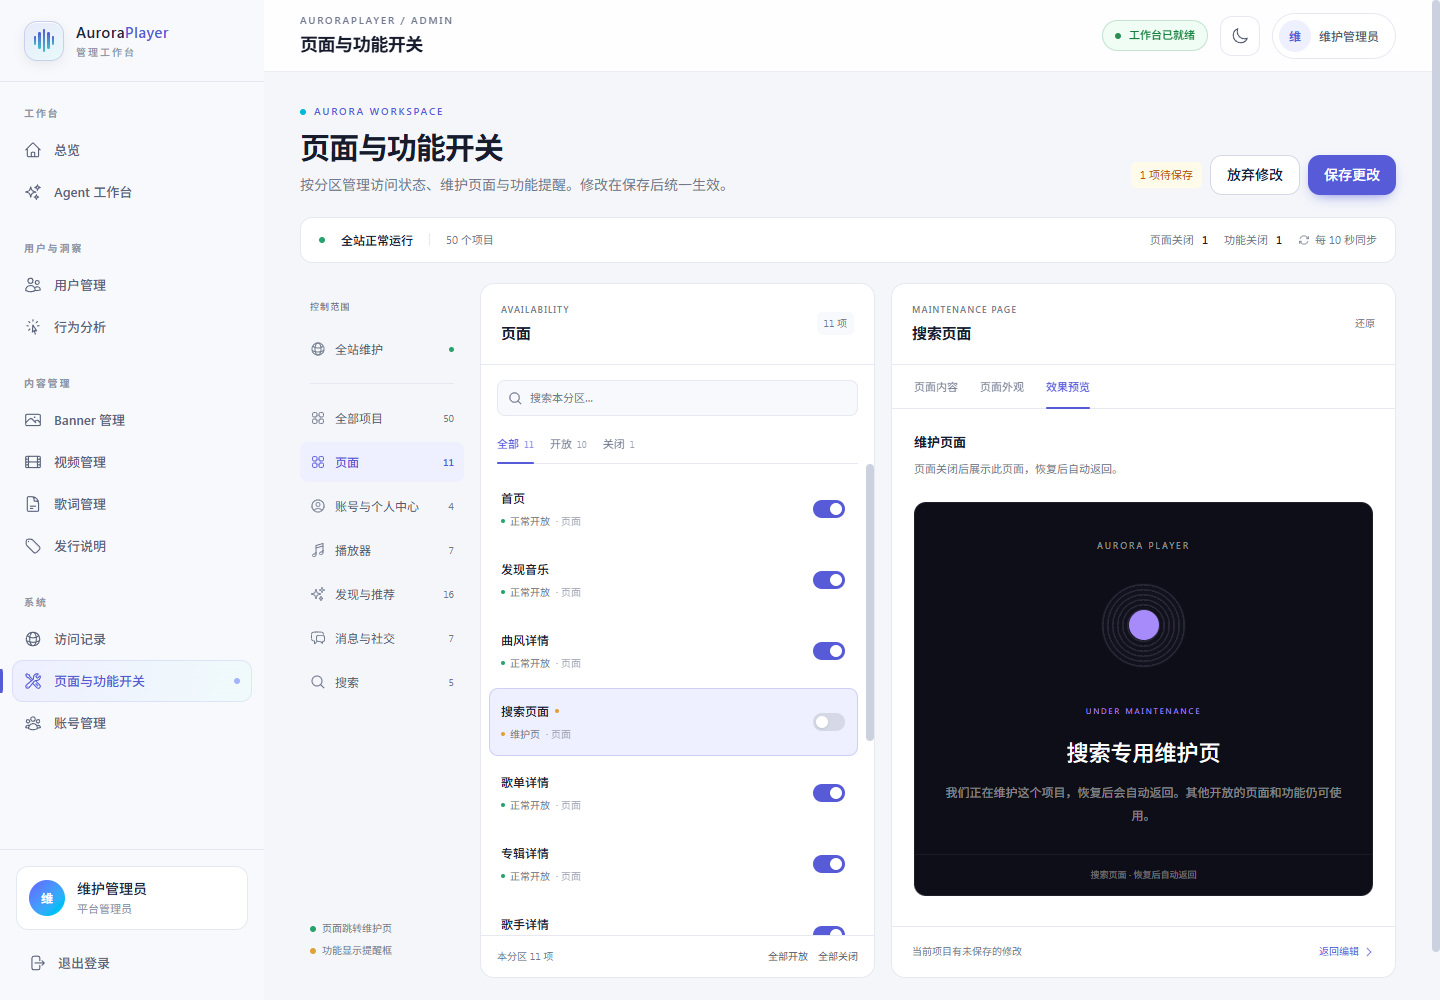 AuroraPlayer
管理工作台
工作台
总览
Agent 工作台
用户与洞察
用户管理
行为分析
内容管理
Banner 管理
视频管理
歌词管理
发行说明
系统
访问记录
页面与功能开关
账号管理
维
维护管理员
平台管理员
退出登录
AURORAPLAYER / ADMIN
页面与功能开关
工作台已就绪
维 维护管理员
AURORA WORKSPACE
页面与功能开关
按分区管理访问状态、维护页面与功能提醒。修改在保存后统一生效。
1 项待保存
放弃修改
保存更改
全站正常运行
50 个项目
页面关闭 1
功能关闭 1
每 10 秒同步
控制范围
全站维护
全部项目 50
页面 11
账号与个人中心 4
播放器 7
发现与推荐 16
消息与社交 7
搜索 5
页面跳转维护页
功能显示提醒框
AVAILABILITY
页面
11 项
搜索本分区...
全部 11 开放 10 关闭 1
首页
正常开放 · 页面
发现音乐
正常开放 · 页面
曲风详情
正常开放 · 页面
搜索页面
维护页 · 页面
歌单详情
正常开放 · 页面
专辑详情
正常开放 · 页面
歌手详情
本分区 11 项
全部开放 全部关闭
MAINTENANCE PAGE
搜索页面
还原
页面内容 页面外观 效果预览
维护页面
页面关闭后展示此页面，恢复后自动返回。
AURORA PLAYER
UNDER MAINTENANCE
搜索专用维护页
我们正在维护这个项目，恢复后会自动返回。其他开放的页面和功能仍可使
用。
搜索页面 · 恢复后自动返回
当前项目有未保存的修改
返回编辑